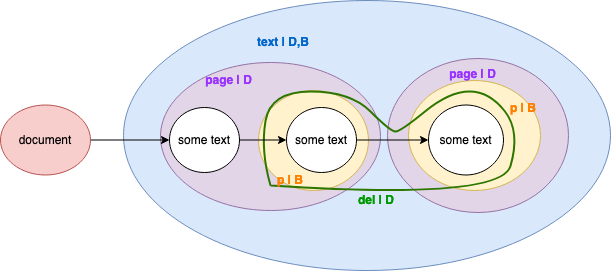 text | D,B
page | D
page | D
p | B
document
some text
some text
some text
p | B
del | D